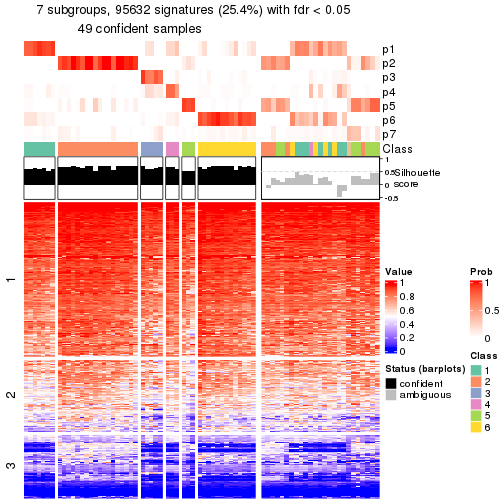 7 subgroups, 95632 signatures (25.4%) with fdr < 0.05
49 confident samples
p1
p2
p3
p4
p5
p6
p7
Class
1
0.5
0
-0.5
Silhouette
score
1
2
3
Value
1
0.8
0.6
0.4
0.2
0
Prob
1
0.5
0
Status (barplots)
confident
ambiguous
Class
1
2
3
4
5
6